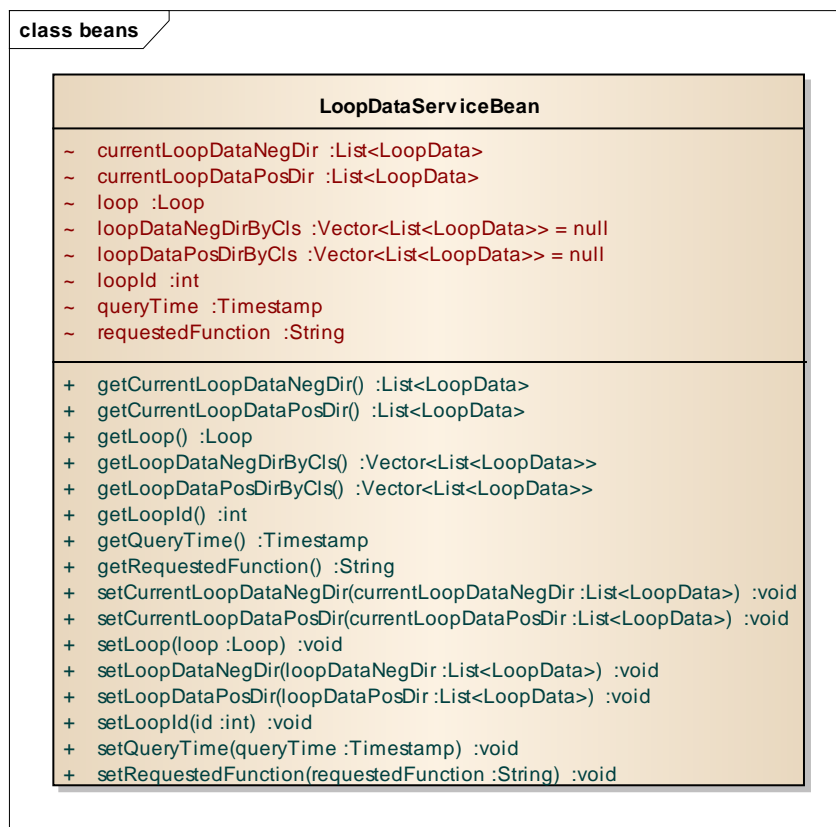 class beans
LoopDataServiceBean
~ currentLoopDataNegDir :List<LoopData>
~ currentLoopDataPosDir :List<LoopData>
~ loop :Loop
~ loopDataNegDirByCls :Vector<List<LoopData>> = null
~ loopDataPosDirByCls :Vector<List<LoopData>> = null
~ loopId :int
~ queryTime :Timestamp
~ requestedFunction :String
+ getCurrentLoopDataNegDir() :List<LoopData>
+ getCurrentLoopDataPosDir() :List<LoopData>
+ getLoop() :Loop
+ getLoopDataNegDirByCls() :Vector<List<LoopData>>
+ getLoopDataPosDirByCls() :Vector<List<LoopData>>
+ getLoopId() :int
+ getQueryTime() :Timestamp
+ getRequestedFunction() :String
+ setCurrentLoopDataNegDir(currentLoopDataNegDir :List<LoopData>) :void
+ setCurrentLoopDataPosDir(currentLoopDataPosDir :List<LoopData>) :void
+ setLoop(loop :Loop) :void
+ setLoopDataNegDir(loopDataNegDir :List<LoopData>) :void
+ setLoopDataPosDir(loopDataPosDir :List<LoopData>) :void
+ setLoopId(id :int) :void
+ setQueryTime(queryTime :Timestamp) :void
+ setRequestedFunction(requestedFunction :String) :void